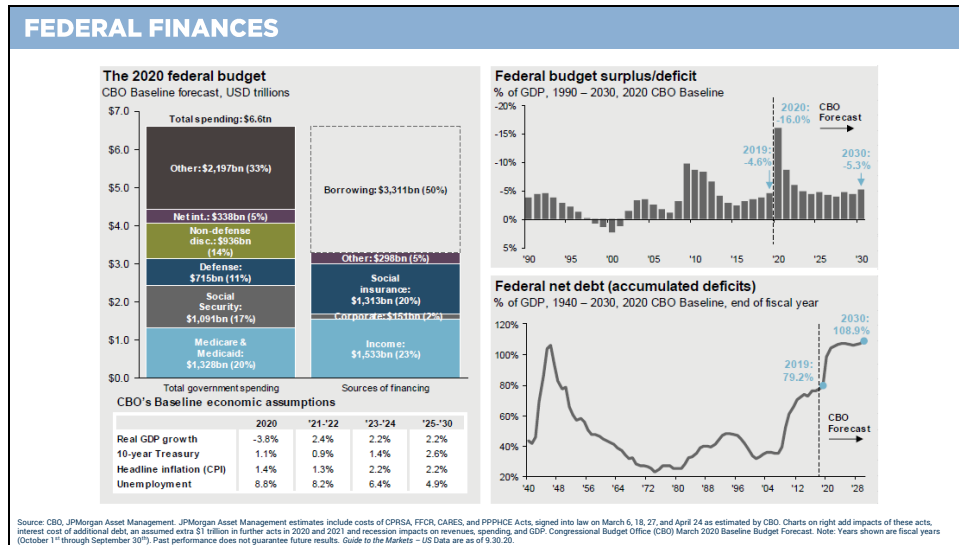 FEDERAL FINANCES
The 2020 federal budget
CBO Baseline forecast, USD trillions
$7.0
$6.0
$5.0
$4.0
$3.0
$2.0
$1.0
$0.0
Total spending: $6.6tn
Other: $2,197bn (33%)
Net int.: $338bn (5%)
Non-defense
disc.: $936bn
(14%)
Defense:
$715bn (11%)
Social
Security:
$1,091bn (17%)
Medicare &
Medicaid:
$1,328bn (20%)
Borrowing: $3,311bn (50%)
Other: $298bn (5%)
Social
insurance:
$1,313bn (20%)
Corporate: $151bn (2%)
Income:
$1,533bn (23%)
Total government spending
Sources of financing
CBO's Baseline economic assumptions
2020 '21-'22 '23-'24 '25-'30
Real GDP growth -3.8% 2.4% 2.2% 2.2%
10-year Treasury 1.1% 0.9% 1.4% 2.6%
Headline inflation (CPI) 1.4% 1.3% 2.2% 2.2%
Unemployment 8.8% 8.2% 6.4% 4.9%
Federal budget surplus/deficit
% of GDP, 1990 – 2030, 2020 CBO Baseline
-20%
-15%
-10%
-5%
0%
5%
2020:
-16.0%
CBO
Forecast
2019:
-4.6%
2030:
-5.3%
'90 '95 '00 '05 '10 '15 '20 '25 '30
Federal net debt (accumulated deficits)
% of GDP, 1940 – 2030, 2020 CBO Baseline, end of fiscal year
120%
100%
80%
60%
40%
20%
2030:
108.9%
2019:
79.2%
CBO
Forecast
'40 '48 '56 '64 '72 '80 '88 '96 '04 '12 '20 '28
Source: CBO, JPMorgan Asset Management. JPMorgan Asset Management estimates include costs of CPRSA, FFCR, CARES, and PPPHCE Acts, signed into law on March 6, 18, 27, and April 24 as estimated by CBO. Charts on right add impacts of these acts,
interest cost of additional debt, an assumed extra $1 trillion in further acts in 2020 and 2021 and recession impacts on revenues, spending, and GDP. Congressional Budget Office (CBO) March 2020 Baseline Budget Forecast. Note: Years shown are fiscal years
(October 1st through September 30th). Past performance does not guarantee future results. Guide to the Markets – US Data are as of 9.30.20.